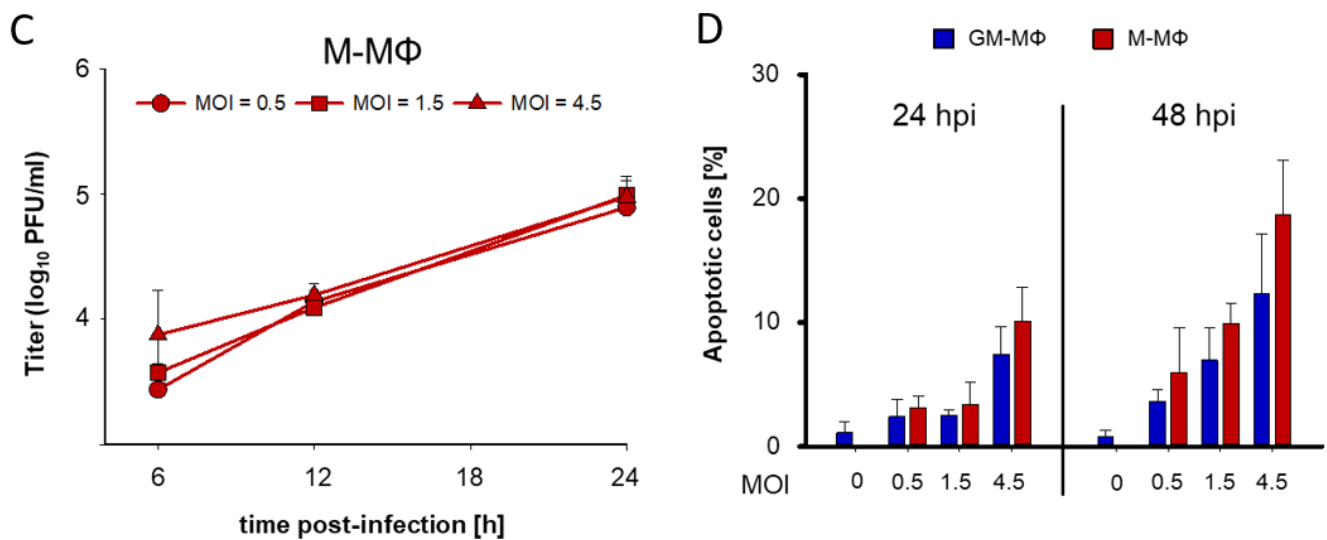 C
M-MΦ
MOI = 0.5 MOI = 1.5 MOI = 4.5
6
5
4
Titer (log₁₀ PFU/ml)
6 12 18 24
time post-infection [h]
D
GM-MΦ M-MΦ
30
24 hpi 48 hpi
20
10
0
Apoptotic cells [%]
MOI 0 0.5 1.5 4.5 0 0.5 1.5 4.5